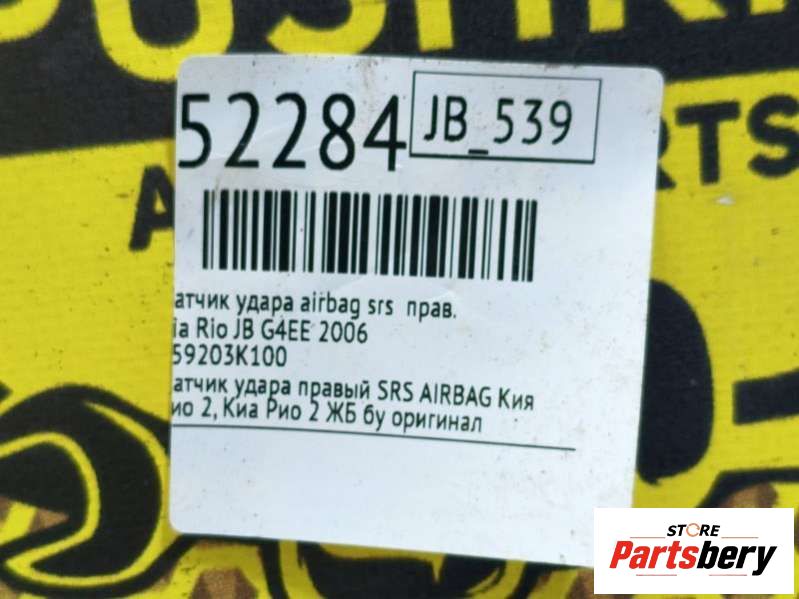 52284
JB_539
RTS
атчик удара airbag srs прав.
ia Rio JB G4EE 2006
59203K100
атчик удара правый SRS AIRBAG Кия
ио 2, Киа Рио 2 ЖБ бу оригинал
STORE
Partsbery